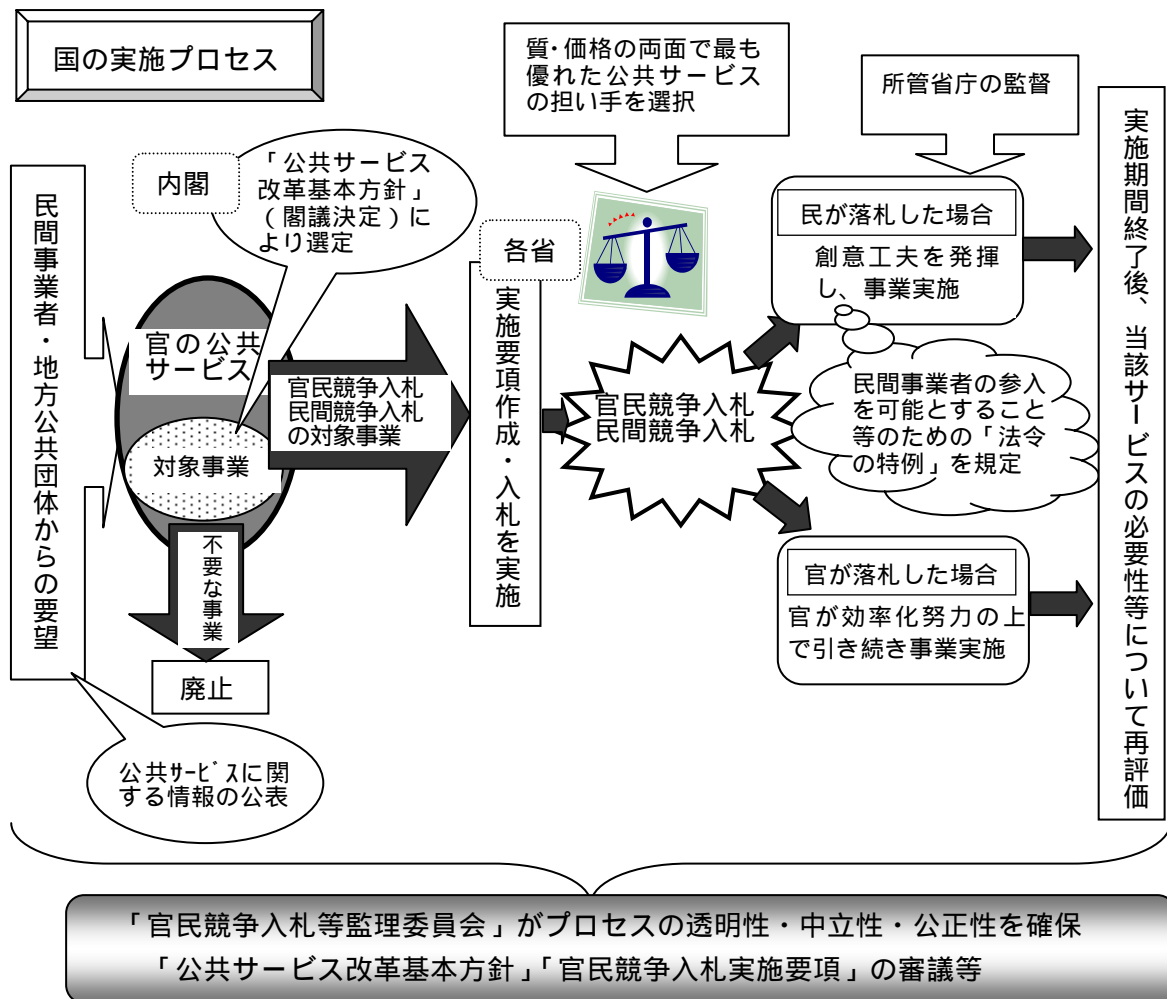 国の実施プロセス
質・価格の両面で最も
優れた公共サービス
の担い手を選択
所管省庁の監督
民間事業者・地方公共団体からの要望
内閣
「公共サービス
改革基本方針」
(閣議決定)に
より選定
官の公共
サービス
対象事業
官民競争入札
民間競争入札
の対象事業
不要な事業
廃止
公共サービスに関
する情報の公表
各省
実施要項作成・入札を実施
官民競争入札
民間競争入札
民が落札した場合
創意工夫を発揮
し、事業実施
民間事業者の参入
を可能とすること
等のための「法令
の特例」を規定
官が落札した場合
官が効率化努力の上
で引き続き事業実施
実施期間終了後、当該サービスの必要性等について再評価
「官民競争入札等監理委員会」がプロセスの透明性・中立性・公正性を確保
「公共サービス改革基本方針」「官民競争入札実施要項」の審議等